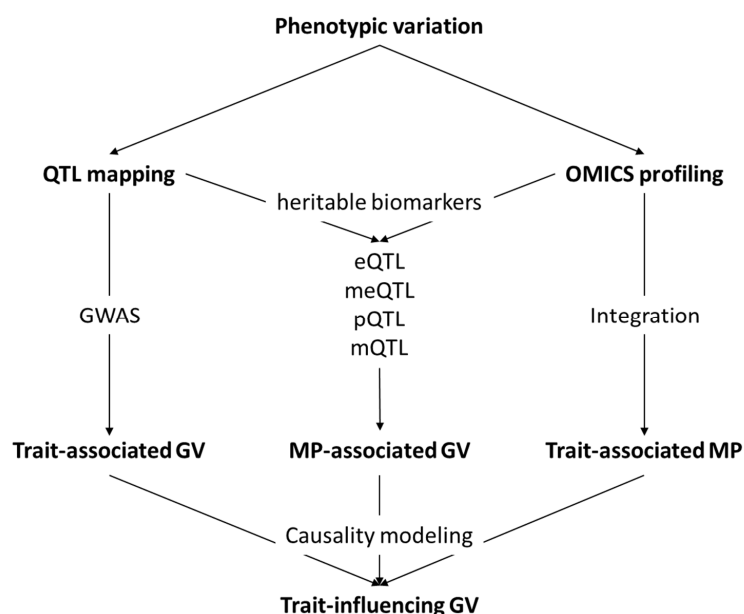 Phenotypic variation
QTL mapping
OMICS profiling
heritable biomarkers
eQTL
meQTL
pQTL
mQTL
GWAS
Integration
Trait-associated GV
MP-associated GV
Trait-associated MP
Causality modeling
Trait-influencing GV